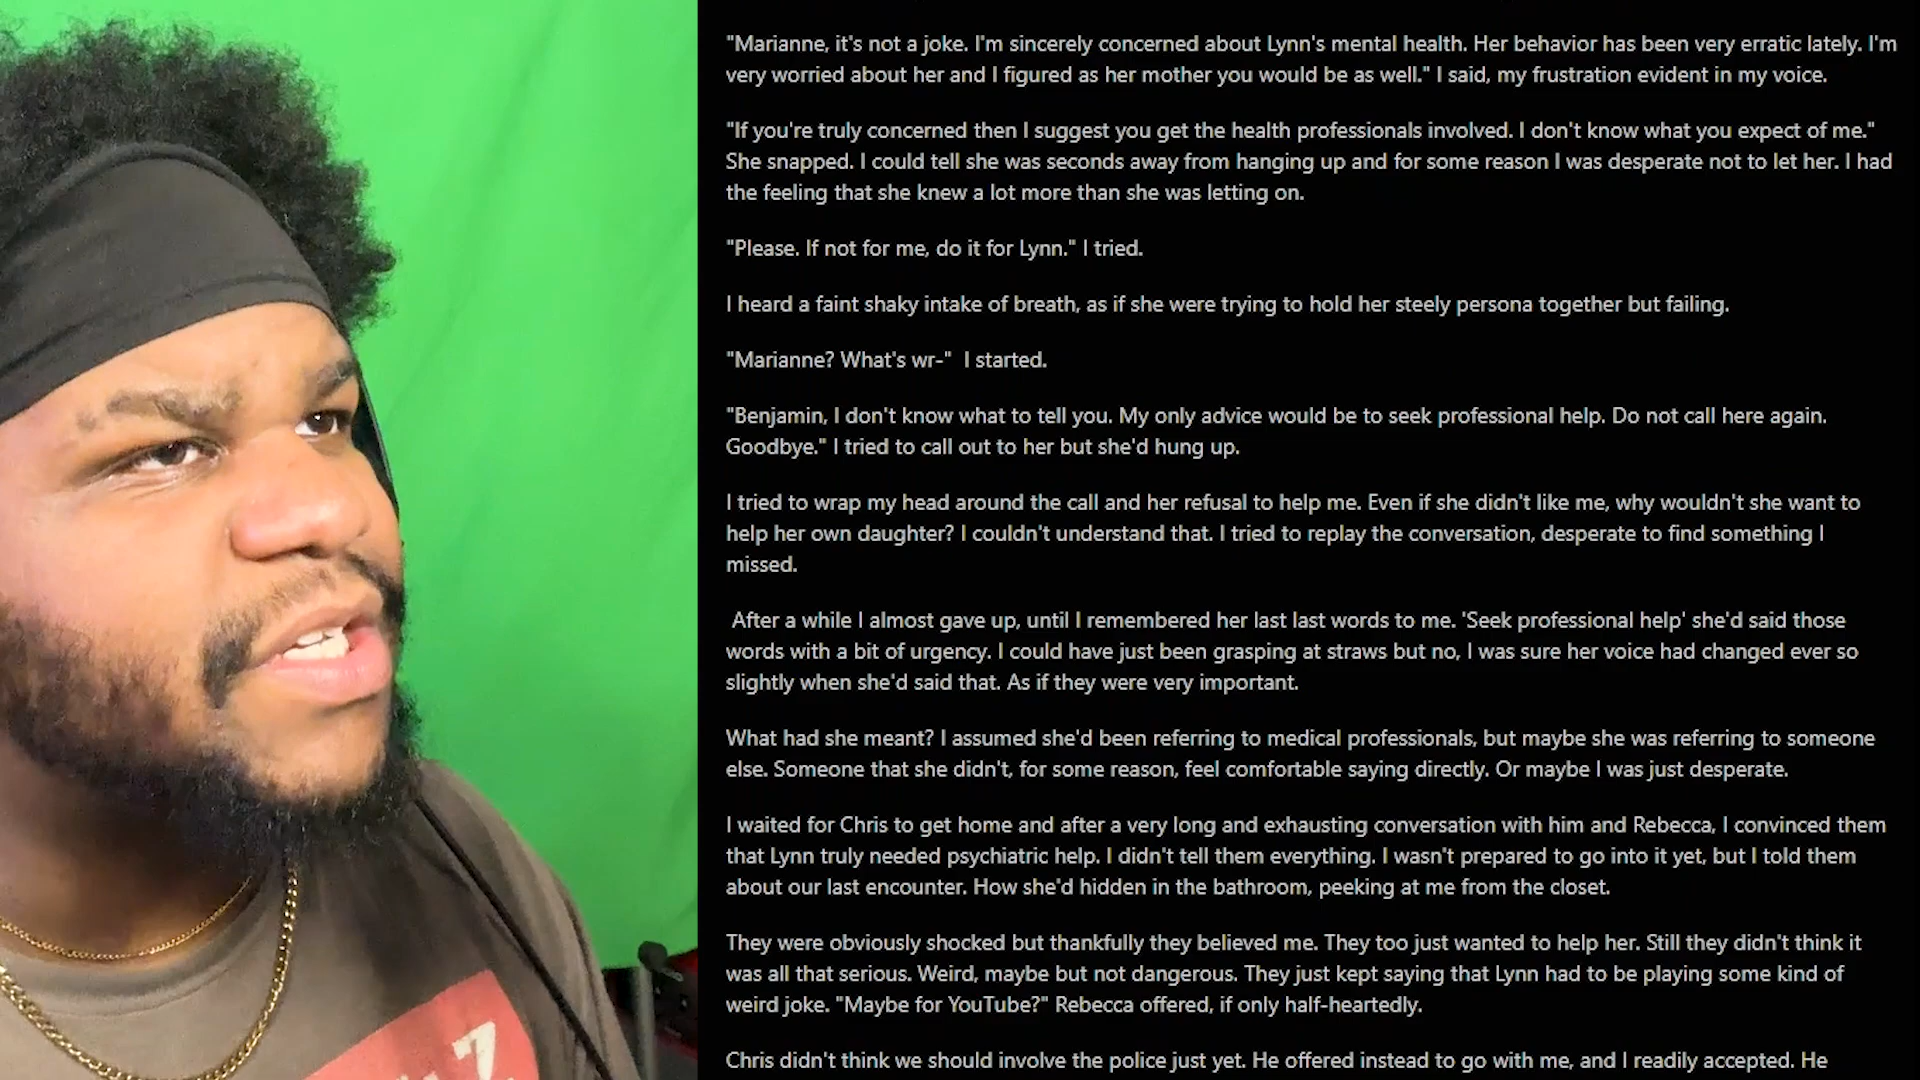 "Marianne, it's not a joke. I'm sincerely concerned about Lynn's mental health. Her behavior has been very erratic lately. I'm
very worried about her and I figured as her mother you would be as well." I said, my frustration evident in my voice.
"If you're truly concerned then I suggest you get the health professionals involved. I don't know what you expect of me."
She snapped. I could tell she was seconds away from hanging up and for some reason I was desperate not to let her. I had
the feeling that she knew a lot more than she was letting on.
"Please. If not for me, do it for Lynn." I tried.
I heard a faint shaky intake of breath, as if she were trying to hold her steely persona together but failing.
"Marianne? What's wr-"  I started.
"Benjamin, I don't know what to tell you. My only advice would be to seek professional help. Do not call here again.
Goodbye." I tried to call out to her but she'd hung up.
I tried to wrap my head around the call and her refusal to help me. Even if she didn't like me, why wouldn't she want to
help her own daughter? I couldn't understand that. I tried to replay the conversation, desperate to find something I
missed.
After a while I almost gave up, until I remembered her last last words to me. 'Seek professional help' she'd said those
words with a bit of urgency. I could have just been grasping at straws but no, I was sure her voice had changed ever so
slightly when she'd said that. As if they were very important.
What had she meant? I assumed she'd been referring to medical professionals, but maybe she was referring to someone
else. Someone that she didn't, for some reason, feel comfortable saying directly. Or maybe I was just desperate.
I waited for Chris to get home and after a very long and exhausting conversation with him and Rebecca, I convinced them
that Lynn truly needed psychiatric help. I didn't tell them everything. I wasn't prepared to go into it yet, but I told them
about our last encounter. How she'd hidden in the bathroom, peeking at me from the closet.
They were obviously shocked but thankfully they believed me. They too just wanted to help her. Still they didn't think it
was all that serious. Weird, maybe but not dangerous. They just kept saying that Lynn had to be playing some kind of
weird joke. "Maybe for YouTube?" Rebecca offered, if only half-heartedly.
Chris didn't think we should involve the police just yet. He offered instead to go with me, and I readily accepted. He